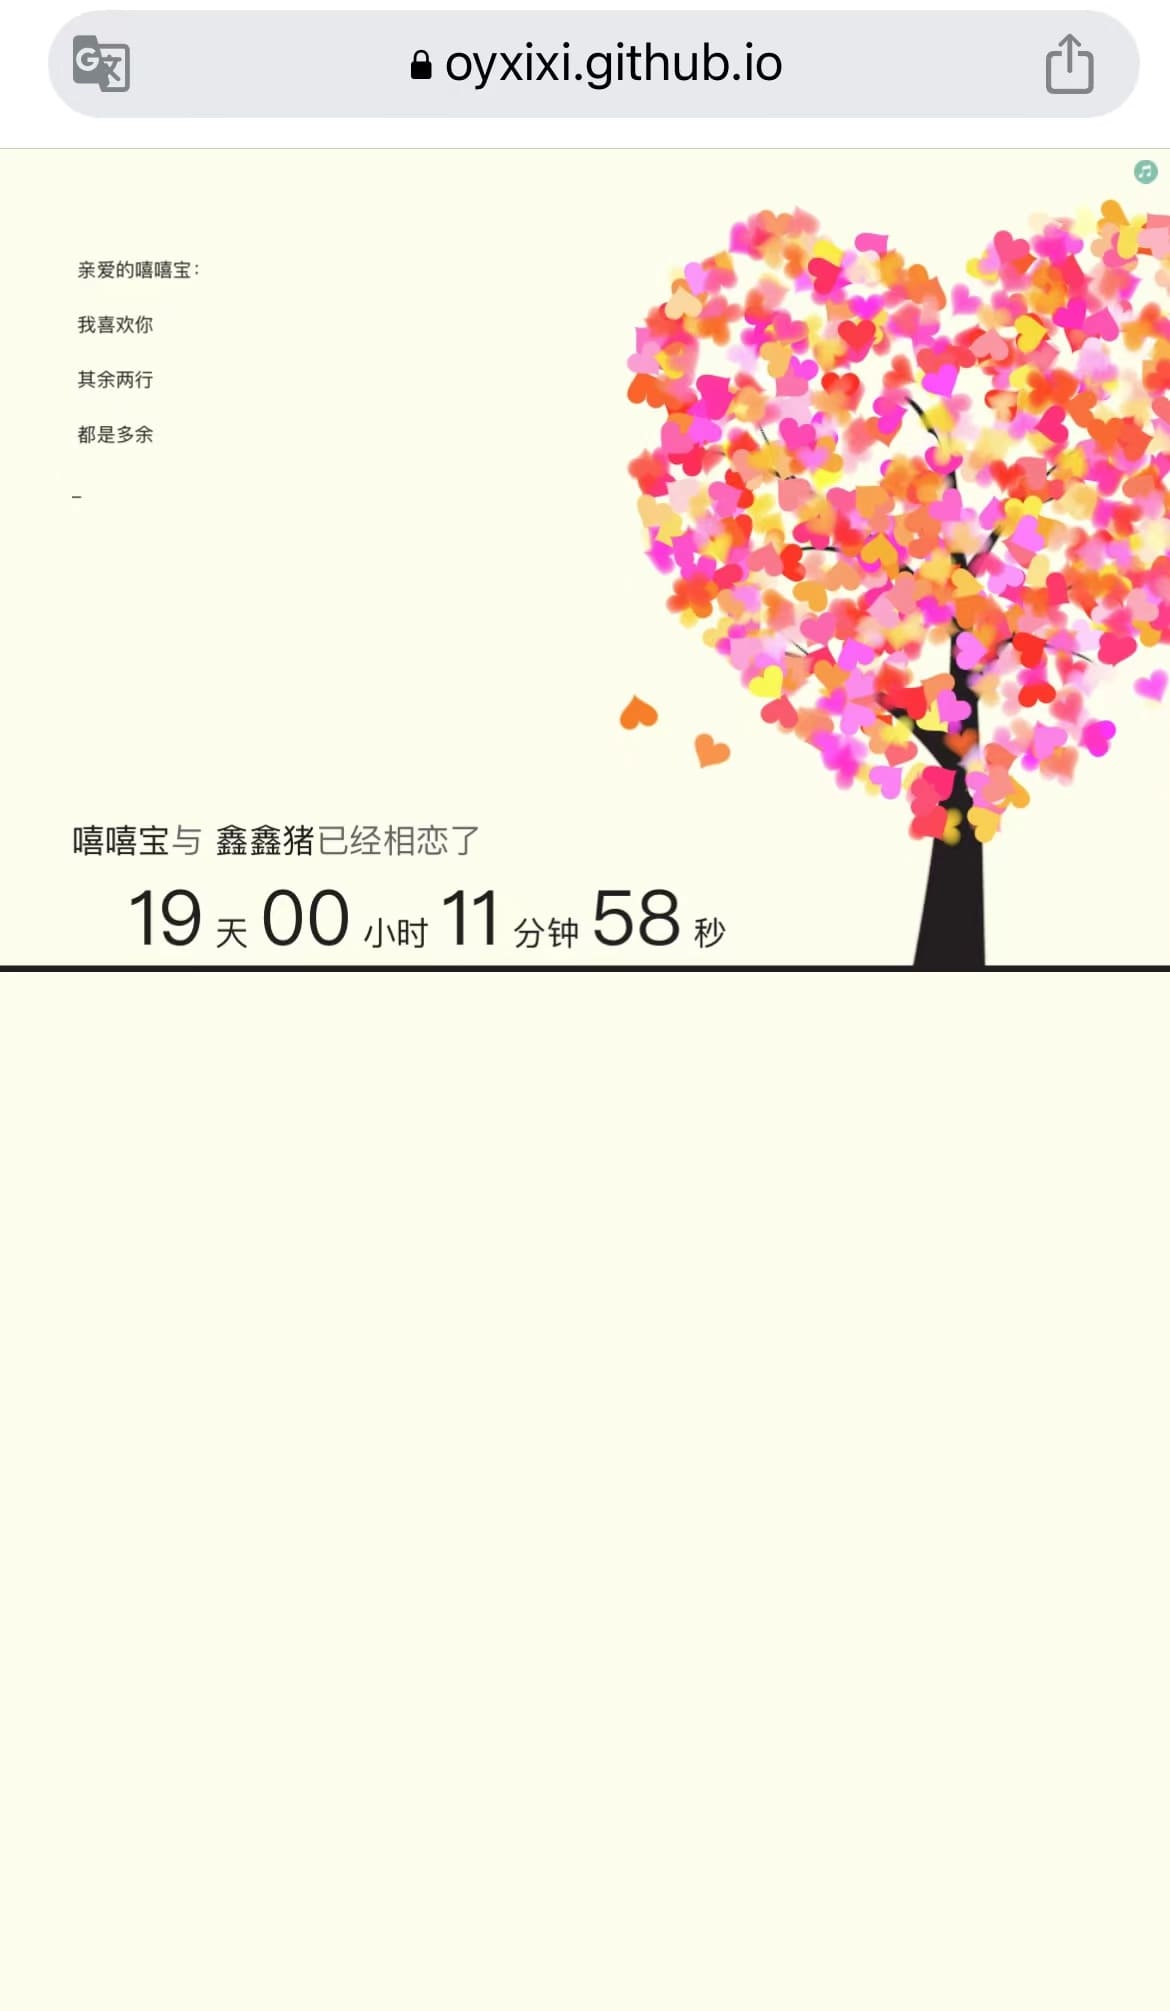 oyxixi.github.io
亲爱的嘻嘻宝：
我喜欢你
其余两行
都是多余
_
嘻嘻宝与 鑫鑫猪已经相恋了
19 天 00 小时 11 分钟 58 秒